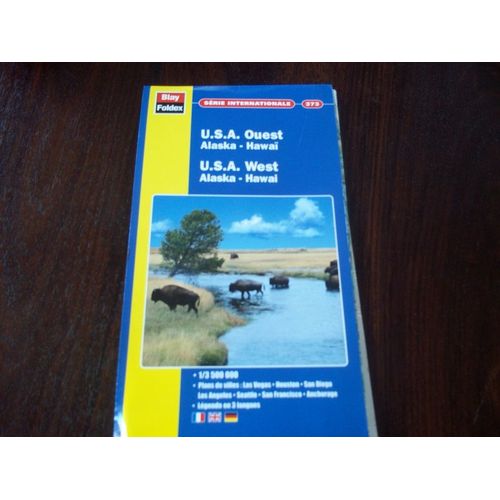 Blay
Foldex
SÉRIE INTERNATIONALE 373
U.S.A. Ouest
Alaska - Hawaï
U.S.A. West
Alaska - Hawai
• 1/3 500 000
• Plans de villes : Las Vegas • Houston • San Diego
Los Angeles • Seattle • San Francisco • Anchorage
• Légende en 3 langues